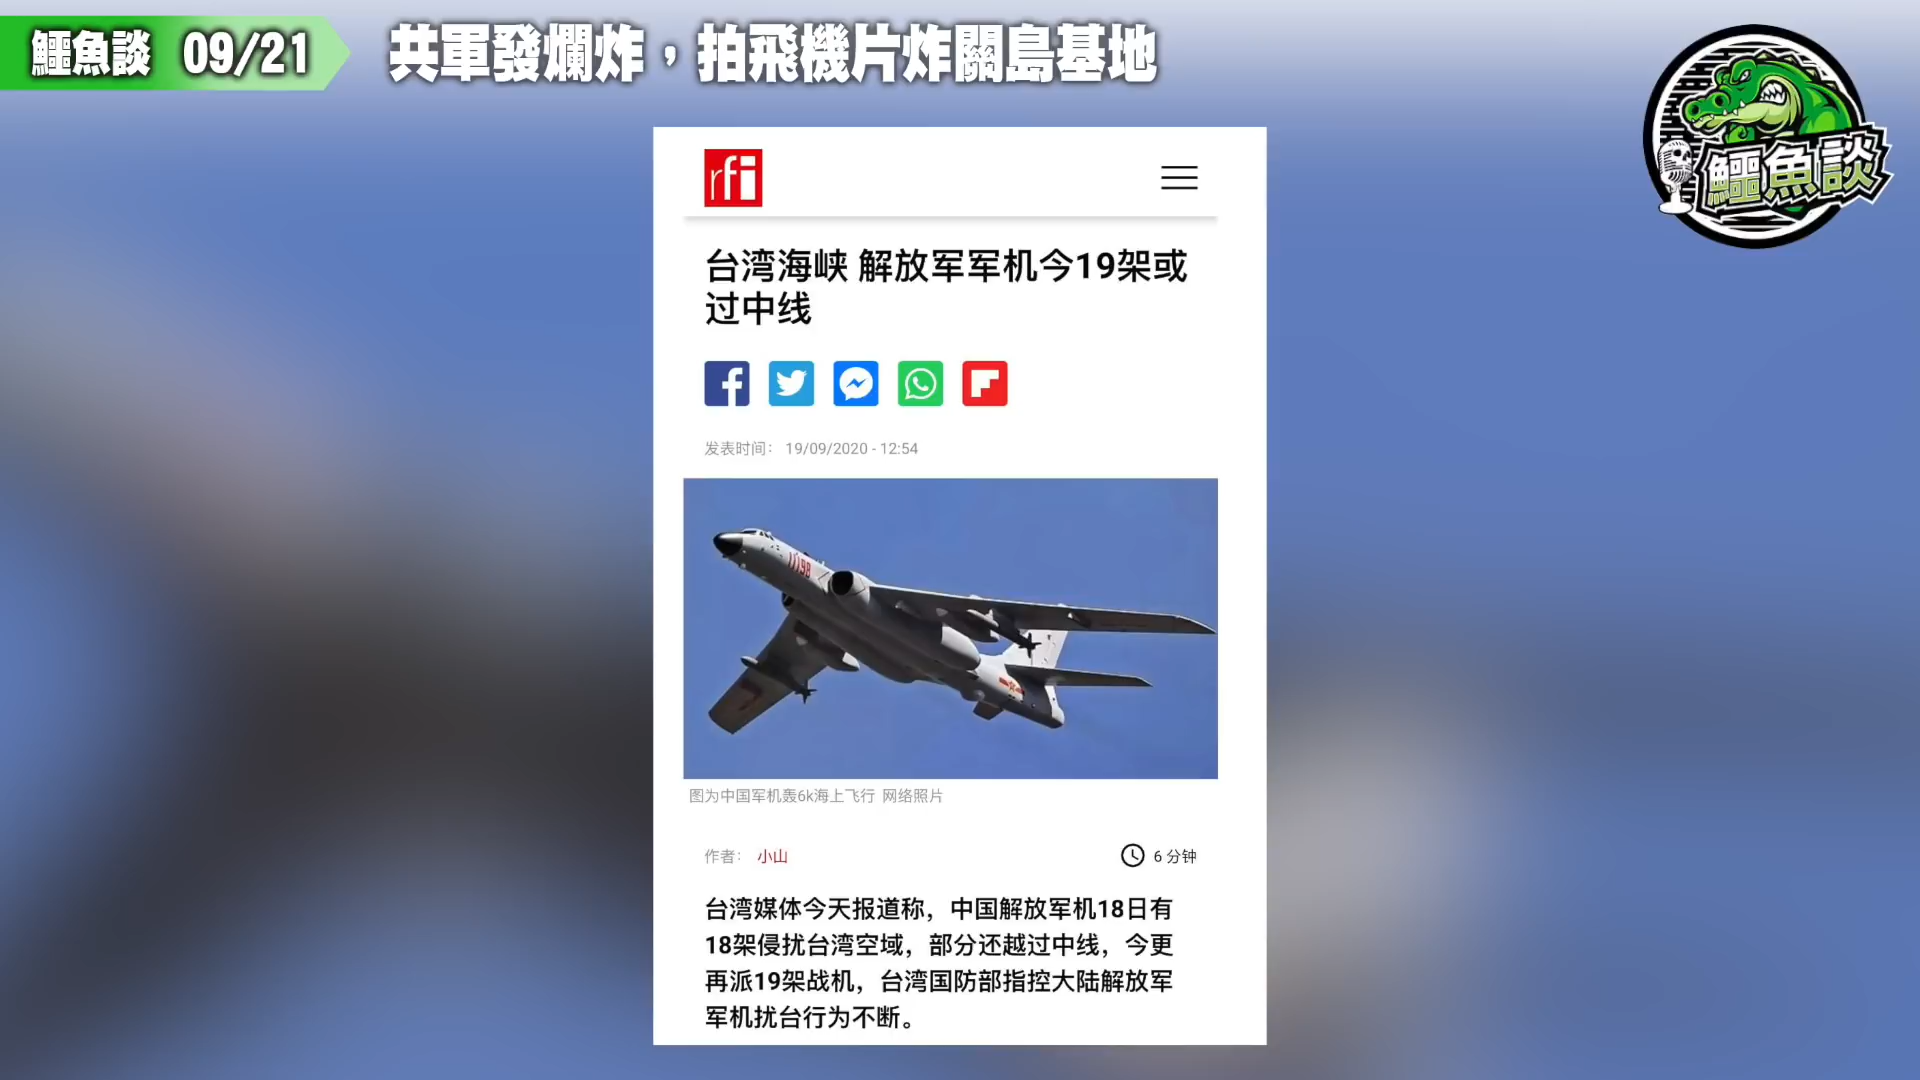 鱷魚談 09/21
共軍發爛炸，拍飛機片炸關島基地
鱷魚談
rfi
台湾海峡 解放军军机今19架或
过中线
发表时间： 19/09/2020 - 12:54
图为中国军机轰6k海上飞行 网络照片
作者： 小山
6 分钟
台湾媒体今天报道称，中国解放军机18日有
18架侵扰台湾空域，部分还越过中线，今更
再派19架战机，台湾国防部指控大陆解放军
军机扰台行为不断。